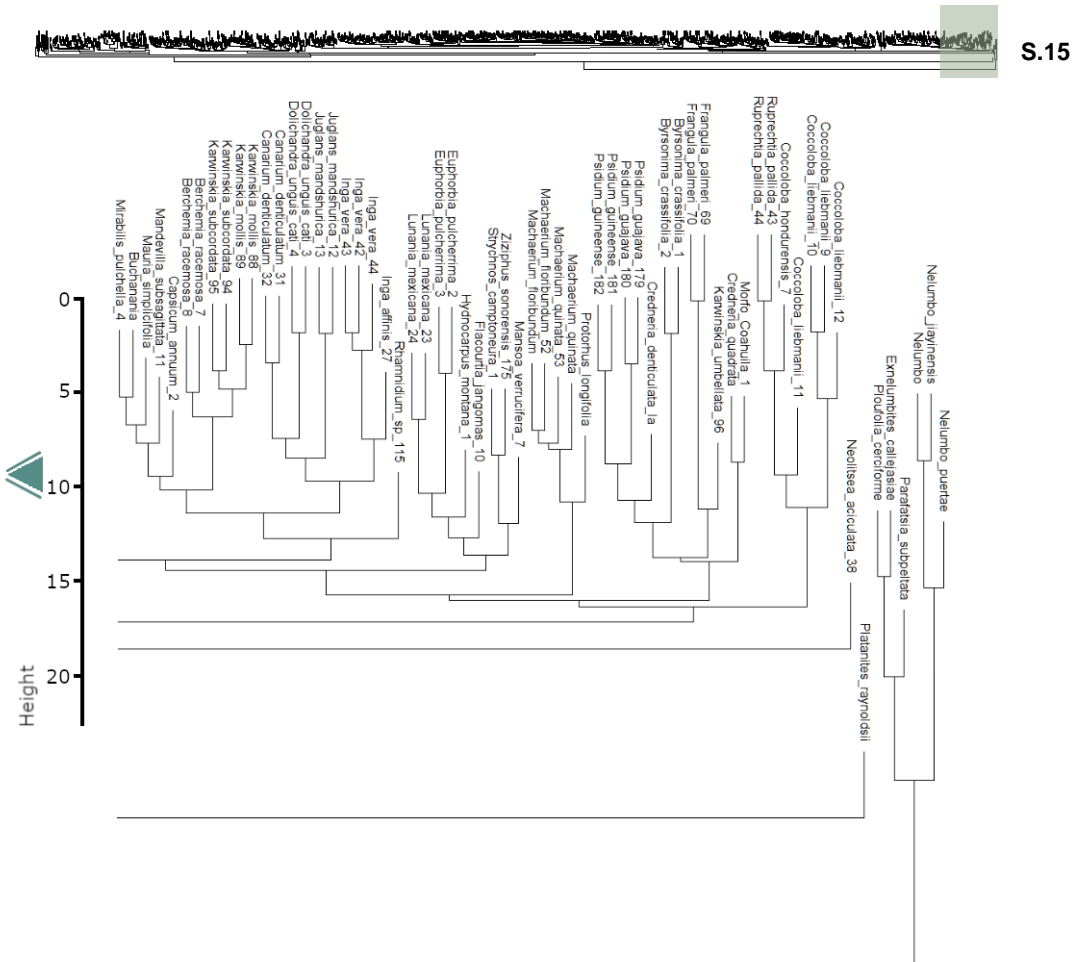 S.15
Mirabilis_pulchella_4
Buchanania
Mauria_simplicifolia
Mandevilla_subsagittata_11
Capsicum_annuum_2
Berchemia_racemosa_8
Berchemia_racemosa_7
Karwinskia_subcordata_95
Karwinskia_subcordata_94
Karwinskia_mollis_89
Karwinskia_mollis_88
Canarium_denticulatum_32
Canarium_denticulatum_31
Dolichandra_unguis_cati_4
Dolichandra_unguis_cati_3
Juglans_mandshurica_13
Juglans_mandshurica_12
Inga_vera_43
Inga_vera_42
Inga_vera_44
Inga_affinis_27
Rhamnidium_sp_115
Lunania_mexicana_24
Lunania_mexicana_23
Euphorbia_pulcherrima_3
Euphorbia_pulcherrima_2
Hydnocarpus_montana_1
Flacourtia_jangomas_10
Strychnos_camptoneura_1
Ziziphus_sonorensis_175
Mansoa_verrucifera_7
Machaerium_floribundum
Machaerium_floribundum_52
Machaerium_quinata_53
Machaerium_quinata
Protorhus_longifolia
Psidium_guineense_182
Psidium_guineense_181
Psidium_guajava_180
Psidium_guajava_179
Credneria_denticulata_la
Byrsonima_crassifolia_2
Byrsonima_crassifolia_1
Frangula_palmeri_70
Frangula_palmeri_69
Karwinskia_umbellata_96
Credneria_quadrata
Morfo_Coahuila_1
Ruprechtia_pallida_44
Ruprechtia_pallida_43
Coccoloba_hondurensis_7
Coccoloba_liebmanii_11
Coccoloba_liebmanii_10
Coccoloba_liebmanii_9
Coccoloba_liebmanii_12
Neolitsea_aciculata_38
Platanites_raynoldsii
Ploufolia_cerciforme
Exnelumbites_callejasiae
Parafatsia_subpeltata
Nelumbo
Nelumbo_jiayinensis
Nelumbo_puertae
0
5
10
15
20
Height